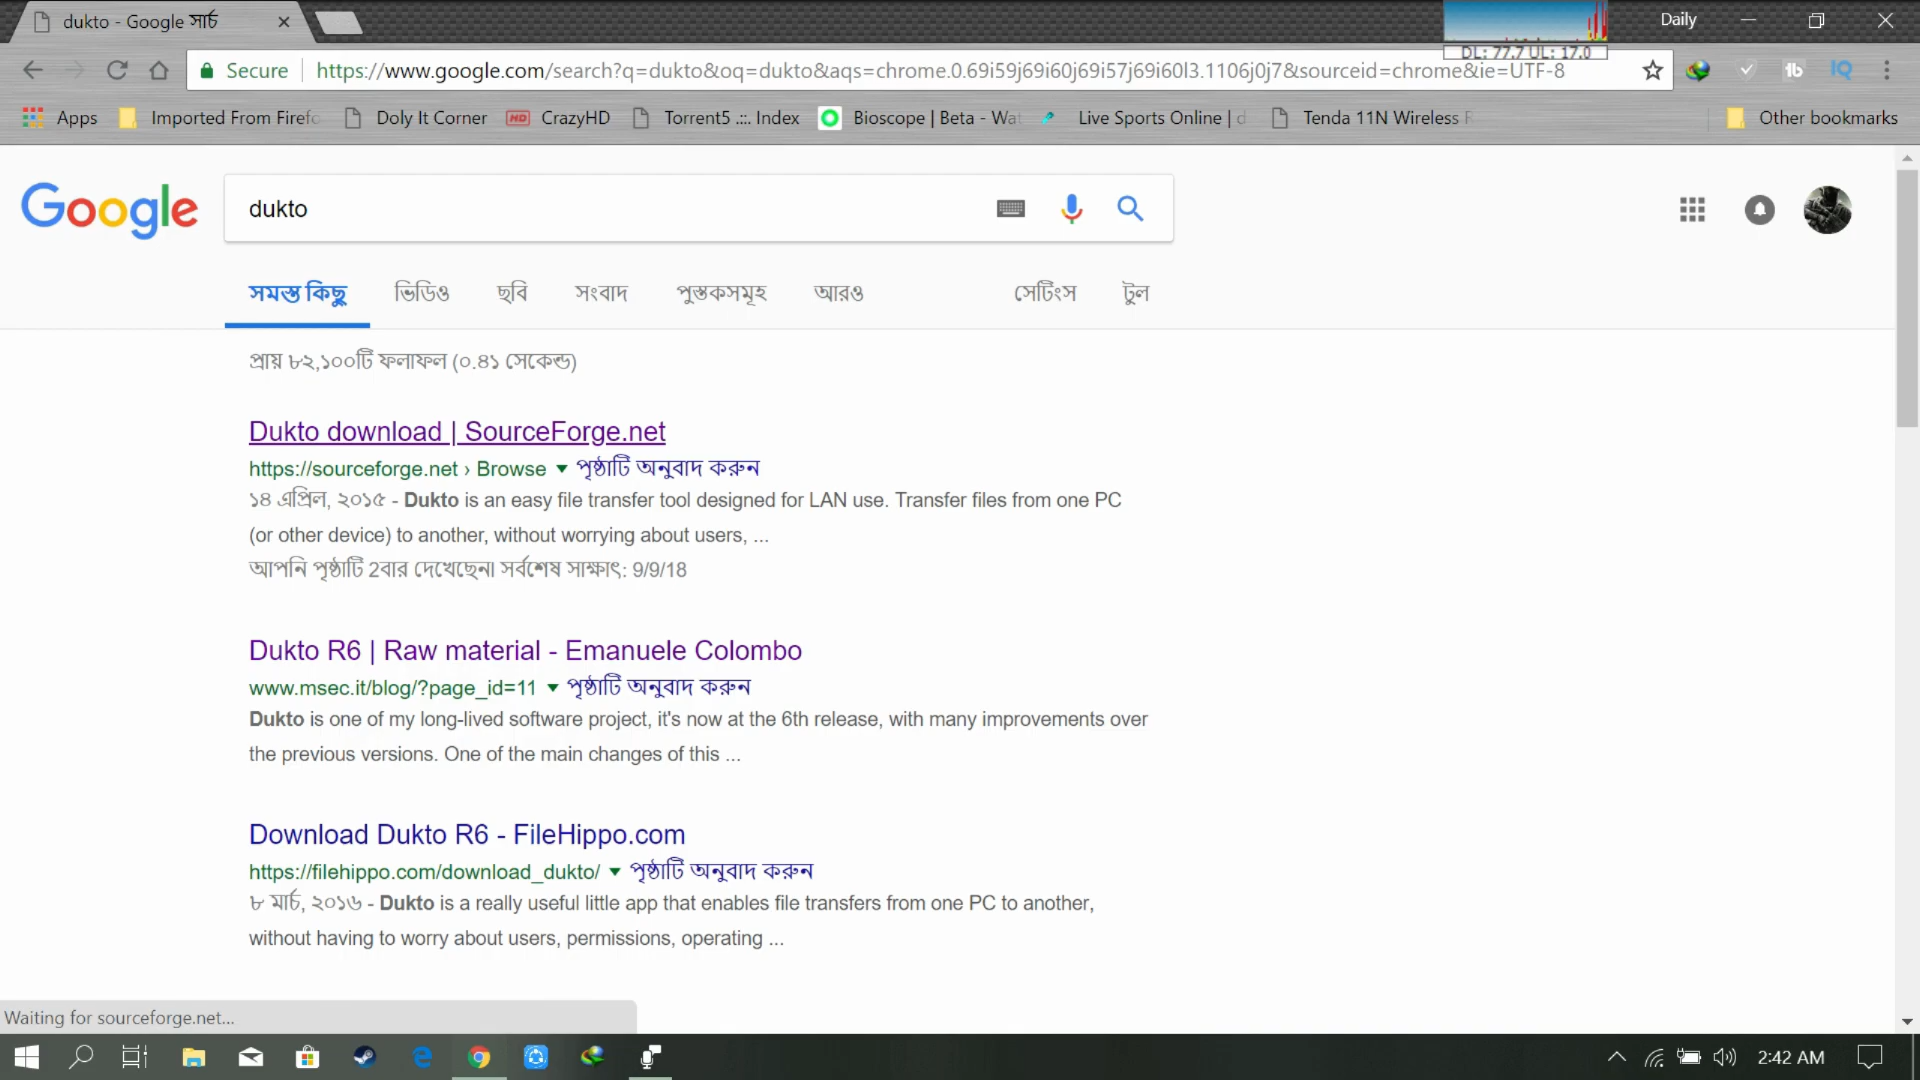 dukto - Google সার্চ
Daily
DL: 77.7 UL: 17.0
Secure
https://www.google.com/search?q=dukto&oq=dukto&aqs=chrome.0.69i59j69i60j69i57j69i60l3.1106j0j7&sourceid=chrome&ie=UTF-8
Apps Imported From Firefo Doly It Corner CrazyHD Torrent5 .::. Index Bioscope | Beta - Wat Live Sports Online | d Tenda 11N Wireless R Other bookmarks
Google
dukto
সমস্ত কিছু ভিডিও ছবি সংবাদ পুস্তকসমূহ আরও সেটিংস টুল
প্রায় ৮২,১০০টি ফলাফল (০.৪১ সেকেন্ড)
Dukto download | SourceForge.net
https://sourceforge.net › Browse ▼ পৃষ্ঠাটি অনুবাদ করুন
১৪ এপ্রিল, ২০১৫ - Dukto is an easy file transfer tool designed for LAN use. Transfer files from one PC
(or other device) to another, without worrying about users, ...
আপনি পৃষ্ঠাটি 2বার দেখেছেন। সর্বশেষ সাক্ষাৎ: 9/9/18
Dukto R6 | Raw material - Emanuele Colombo
www.msec.it/blog/?page_id=11 ▼ পৃষ্ঠাটি অনুবাদ করুন
Dukto is one of my long-lived software project, it's now at the 6th release, with many improvements over
the previous versions. One of the main changes of this ...
Download Dukto R6 - FileHippo.com
https://filehippo.com/download_dukto/ ▼ পৃষ্ঠাটি অনুবাদ করুন
৮ মার্চ, ২০১৬ - Dukto is a really useful little app that enables file transfers from one PC to another,
without having to worry about users, permissions, operating ...
Waiting for sourceforge.net...
2:42 AM